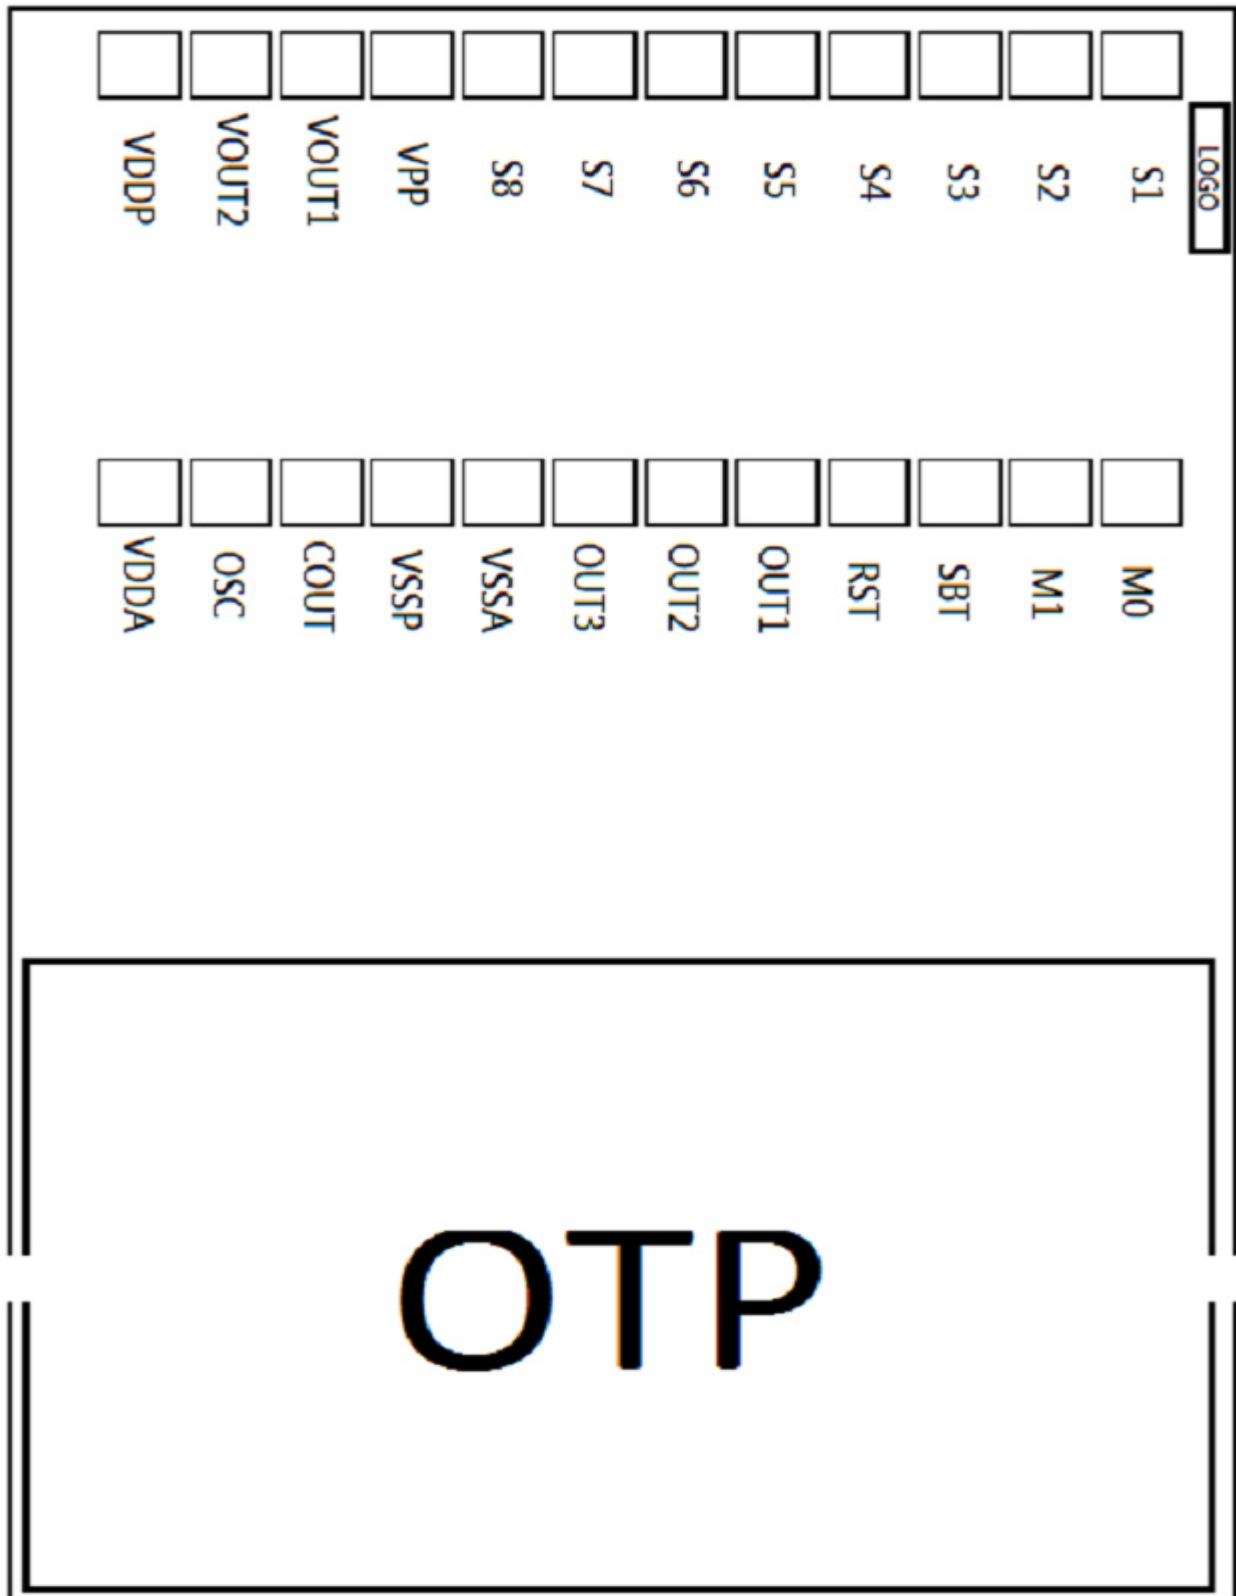 VDDP VOUT2 VOUT1 VPP S8 S7 S6 S5 S4 S3 S2 S1 LOGO
VDDA OSC COUT VSSP VSSA OUT3 OUT2 OUT1 RST SBT M1 M0
OTP